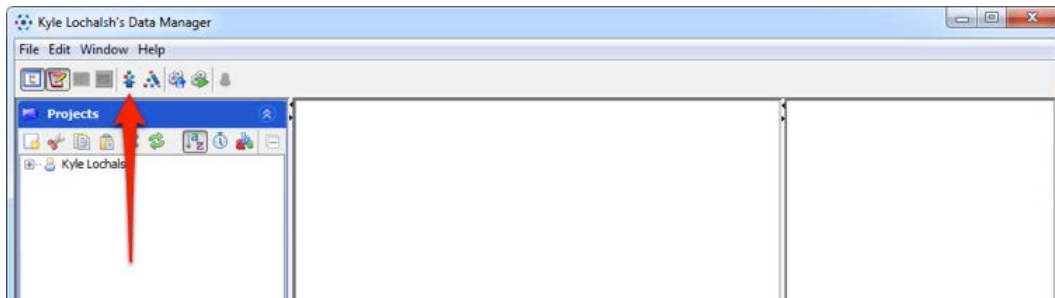 Kyle Lochalsh's Data Manager
File Edit Window Help
Projects
Kyle Lochals